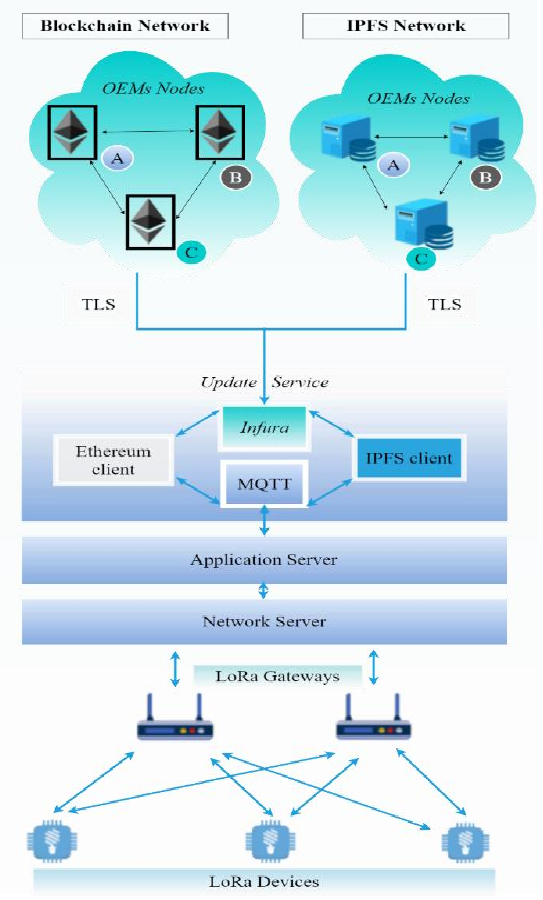 Blockchain Network
IPFS Network
OEMs Nodes
OEMs Nodes
A
B
C
A
B
C
TLS
TLS
Update Service
Infura
Ethereum
client
IPFS client
MQTT
Application Server
Network Server
LoRa Gateways
LoRa Devices